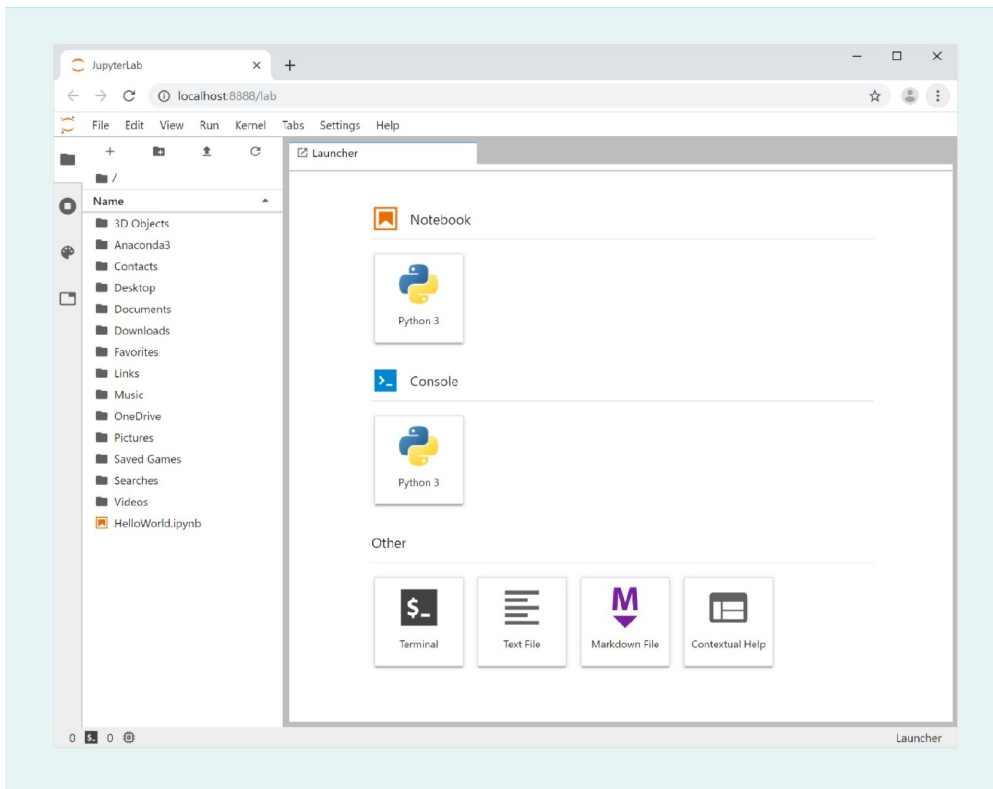 JupyterLab
localhost:8888/lab
File Edit View Run Kernel Tabs Settings Help
Launcher
/
Name
3D Objects
Anaconda3
Contacts
Desktop
Documents
Downloads
Favorites
Links
Music
OneDrive
Pictures
Saved Games
Searches
Videos
HelloWorld.ipynb
Notebook
Python 3
Console
Python 3
Other
$_
M
Terminal Text File Markdown File Contextual Help
0 $_ 0
Launcher